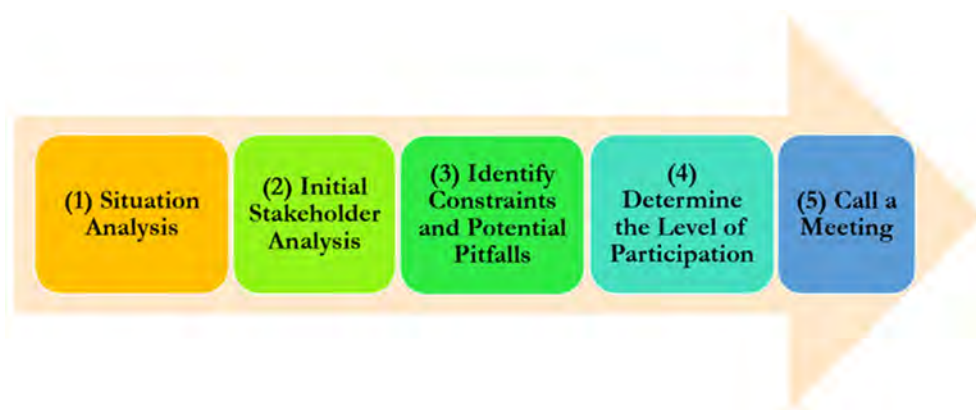 (1) Situation
Analysis
(2) Initial
Stakeholder
Analysis
(3) Identify
Constraints
and Potential
Pitfalls
(4)
Determine
the Level of
Participation
(5) Call a
Meeting